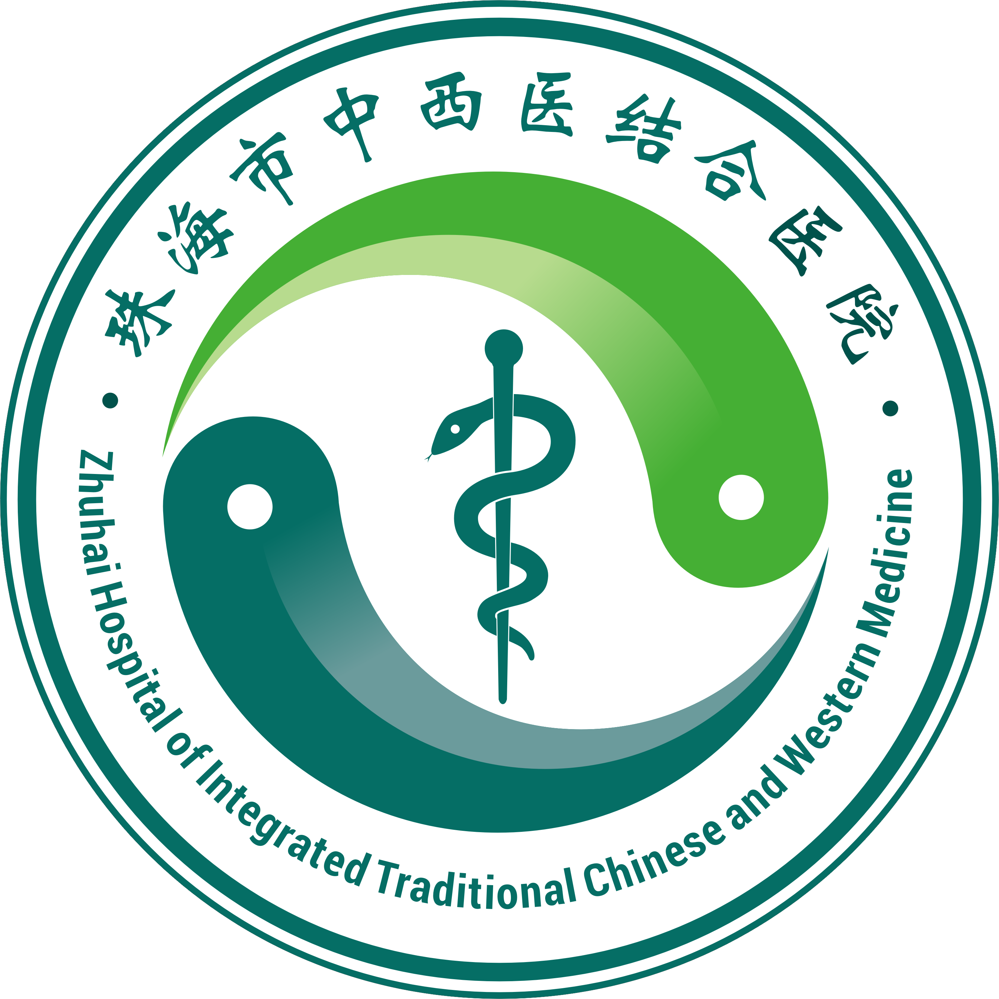 珠海市中西医结合医院
Zhuhai Hospital of Integrated Traditional Chinese and Western Medicine